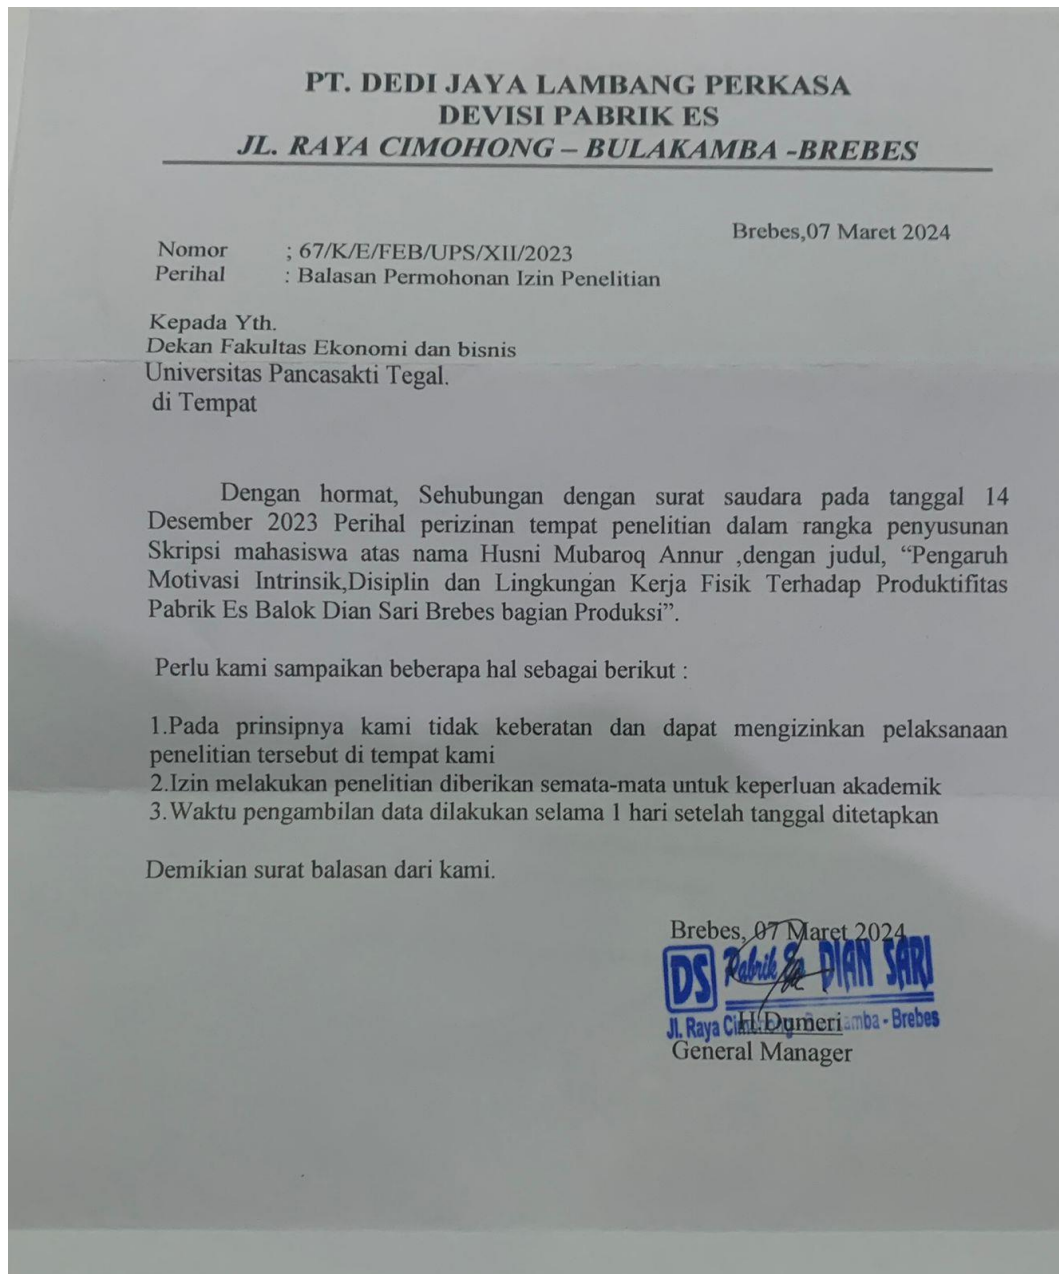 PT. DEDI JAYA LAMBANG PERKASA
DEVISI PABRIK ES
JL. RAYA CIMOHONG – BULAKAMBA -BREBES
Brebes,07 Maret 2024
Nomor ; 67/K/E/FEB/UPS/XII/2023
Perihal : Balasan Permohonan Izin Penelitian
Kepada Yth.
Dekan Fakultas Ekonomi dan bisnis
Universitas Pancasakti Tegal.
di Tempat
Dengan hormat, Sehubungan dengan surat saudara pada tanggal 14
Desember 2023 Perihal perizinan tempat penelitian dalam rangka penyusunan
Skripsi mahasiswa atas nama Husni Mubaroq Annur ,dengan judul, “Pengaruh
Motivasi Intrinsik,Disiplin dan Lingkungan Kerja Fisik Terhadap Produktifitas
Pabrik Es Balok Dian Sari Brebes bagian Produksi”.
Perlu kami sampaikan beberapa hal sebagai berikut :
1.Pada prinsipnya kami tidak keberatan dan dapat mengizinkan pelaksanaan
penelitian tersebut di tempat kami
2.Izin melakukan penelitian diberikan semata-mata untuk keperluan akademik
3.Waktu pengambilan data dilakukan selama 1 hari setelah tanggal ditetapkan
Demikian surat balasan dari kami.
Brebes, 07 Maret 2024
DS Pabrik DIAN SARI
Jl. Raya - Brebes
H.Dumeri
General Manager